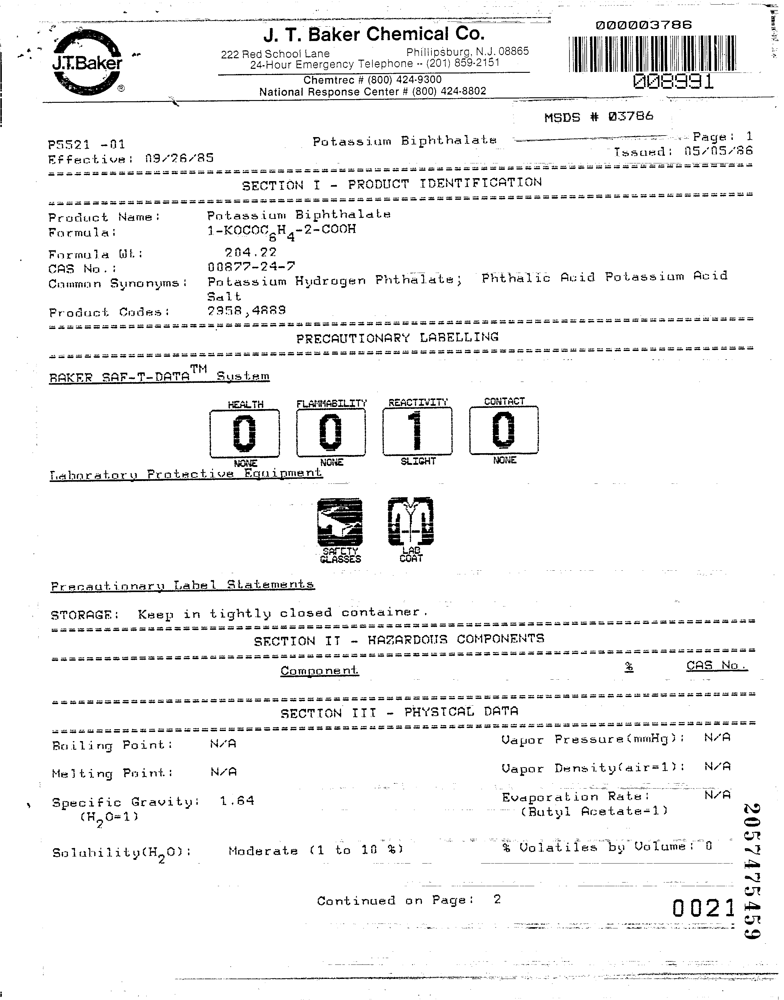 J.T.Baker
®
J. T. Baker Chemical Co.
222 Red School Lane Phillipsburg, N.J. 08865
24-Hour Emergency Telephone -- (201) 859-2151
Chemtrec # (800) 424-9300
National Response Center # (800) 424-8802
000003786
008991
MSDS # 03786
P5521 -01 Potassium Biphthalate Page: 1
Effective: 09/26/85 Issued: 05/05/86
SECTION I - PRODUCT IDENTIFICATION
Product Name: Potassium Biphthalate
Formula: 1-KOCOC6H4-2-COOH
Formula Wt: 204.22
CAS No.: 00877-24-7
Common Synonyms: Potassium Hydrogen Phthalate; Phthalic Acid Potassium Acid
Salt
Product Codes: 2958,4889
PRECAUTIONARY LABELLING
BAKER SAF-T-DATA™ System
HEALTH FLAMMABILITY REACTIVITY CONTACT
0 0 1 0
NONE NONE SLIGHT NONE
Laboratory Protective Equipment
SAFETY GLASSES
LAB COAT
Precautionary Label Statements
STORAGE: Keep in tightly closed container.
SECTION II - HAZARDOUS COMPONENTS
Component % CAS No.
SECTION III - PHYSICAL DATA
Boiling Point: N/A Vapor Pressure(mmHg): N/A
Melting Point: N/A Vapor Density(air=1): N/A
Specific Gravity: 1.64 Evaporation Rate: N/A
(H2O=1) (Butyl Acetate=1)
Solubility(H2O): Moderate (1 to 10 %) % Volatiles by Volume: 0
Continued on Page: 2
0021
2057475459